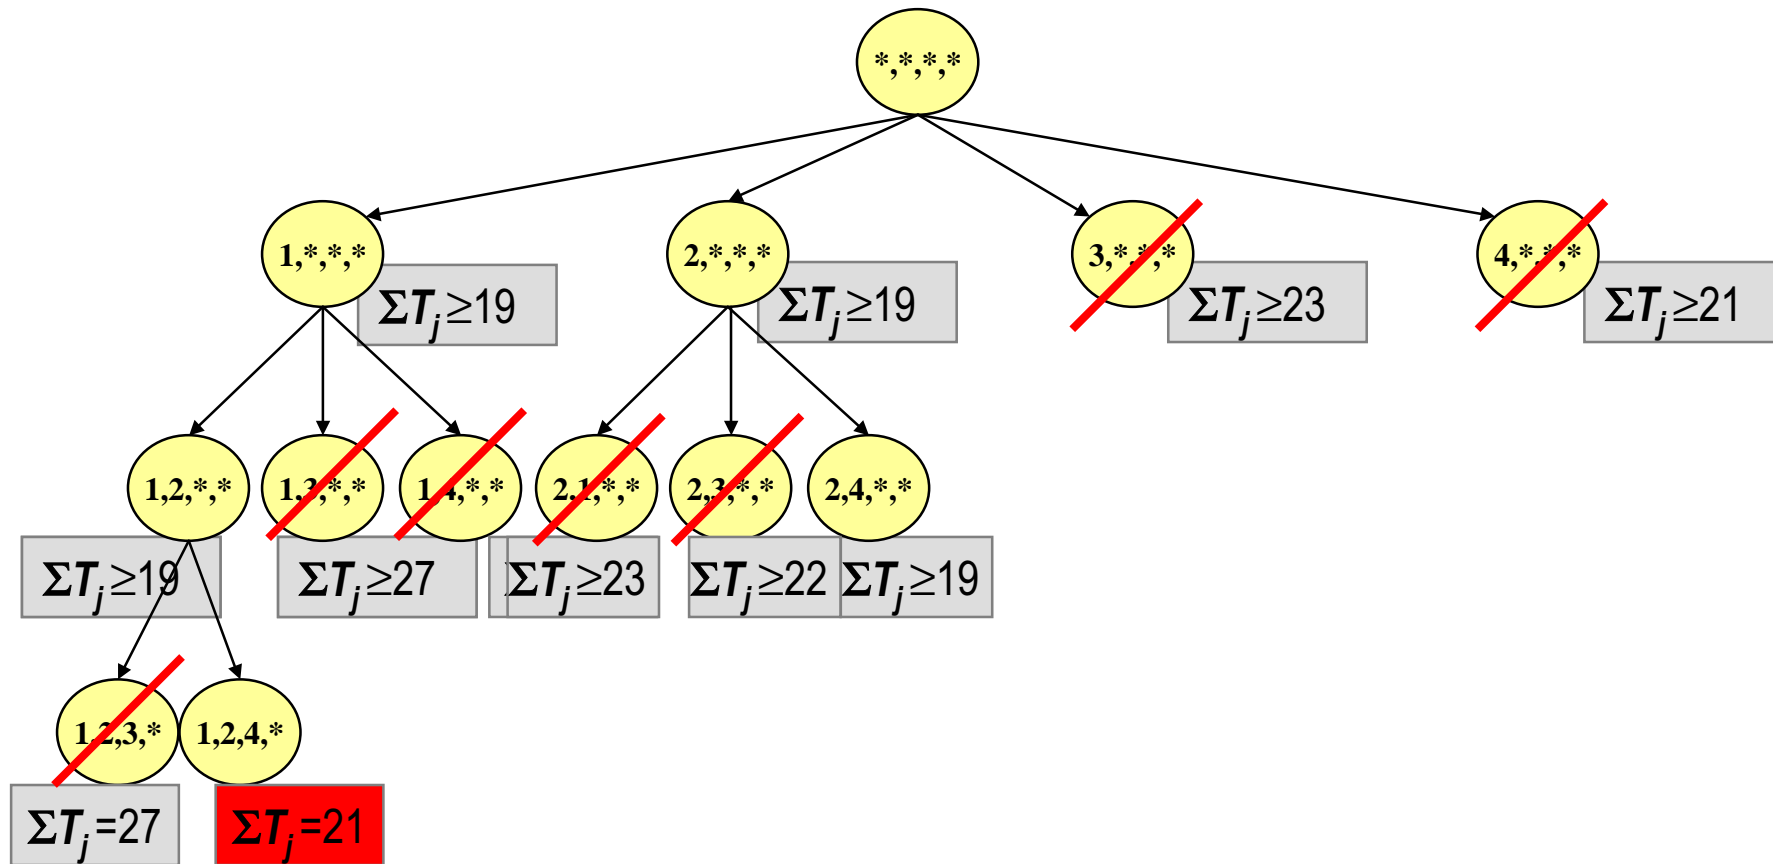 *,*,*,*
1,*,*,*
2,*,*,*
3,*,*,*
4,*,*,*
ΣTj ≥19
ΣTj ≥19
ΣTj ≥23
ΣTj ≥21
1,2,*,*
1,3,*,*
1,4,*,*
2,1,*,*
2,3,*,*
2,4,*,*
ΣTj ≥19
ΣTj ≥27
ΣTj ≥23
ΣTj ≥22
ΣTj ≥19
1,2,3,*
1,2,4,*
ΣTj =27
ΣTj =21